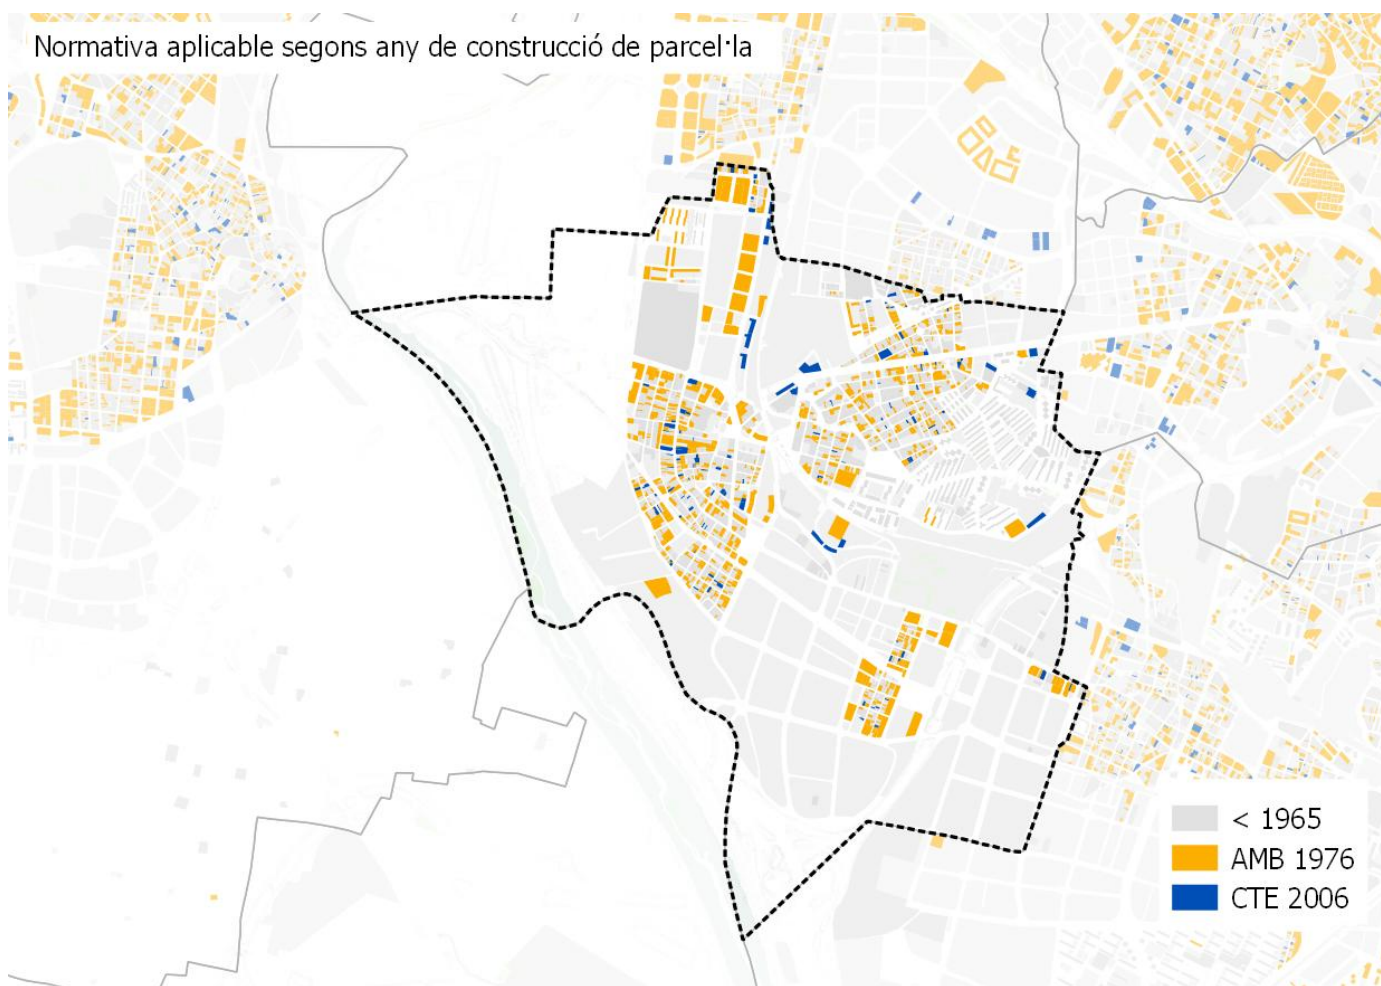 Normativa aplicable segons any de construcció de parcel·la
< 1965
AMB 1976
CTE 2006